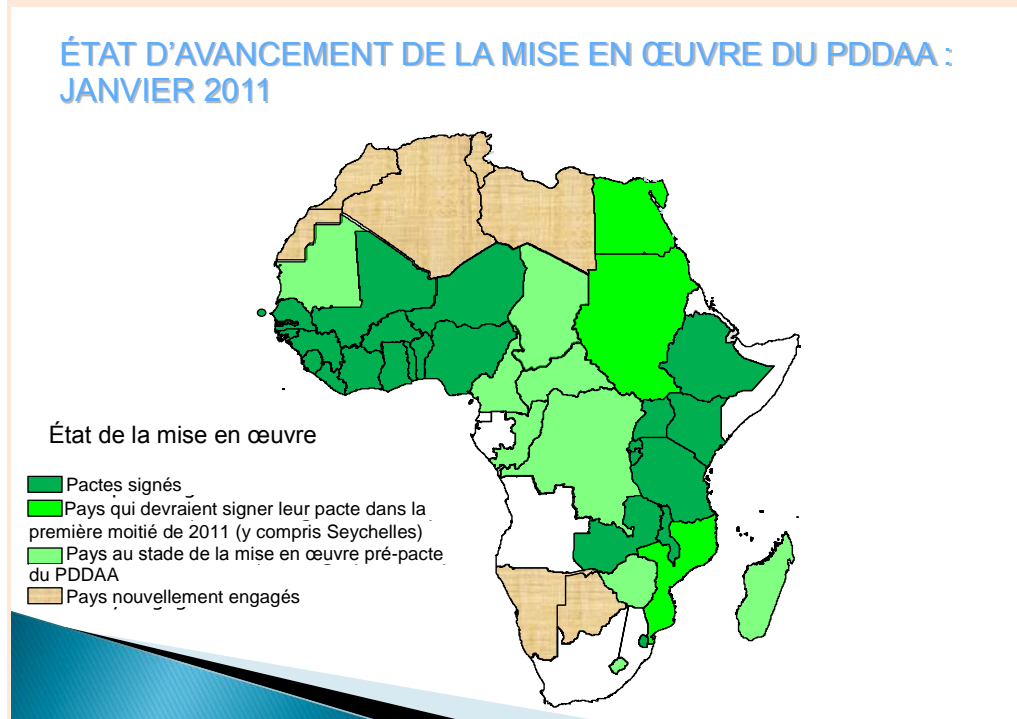 ÉTAT D’AVANCEMENT DE LA MISE EN ŒUVRE DU PDDAA :
JANVIER 2011
État de la mise en œuvre
Pactes signés
Pays qui devraient signer leur pacte dans la
première moitié de 2011 (y compris Seychelles)
Pays au stade de la mise en œuvre pré-pacte
du PDDAA
Pays nouvellement engagés